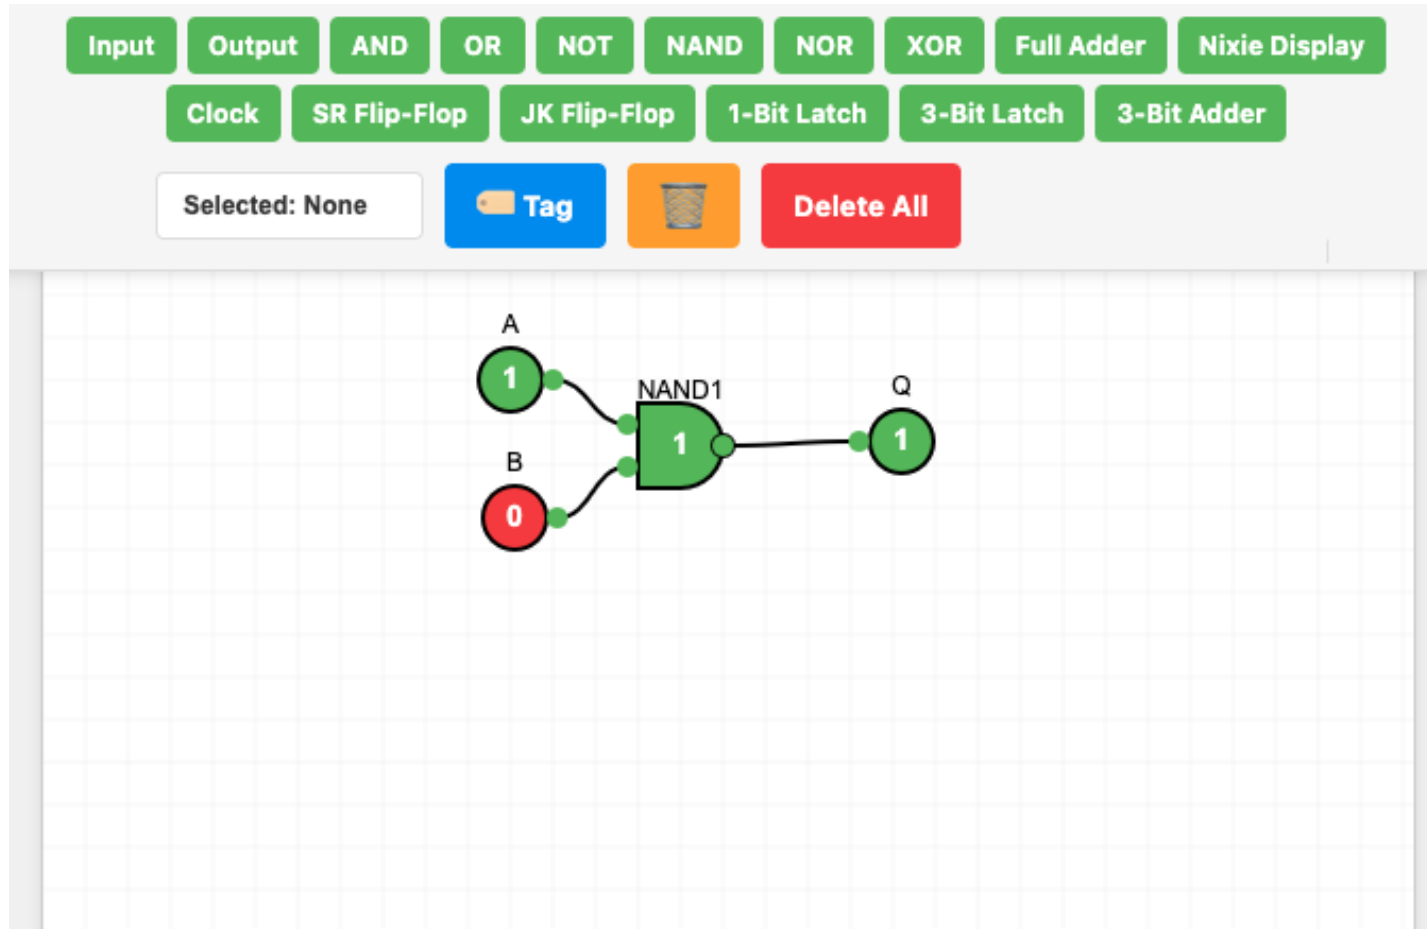 Input Output AND OR NOT NAND NOR XOR Full Adder Nixie Display
Clock SR Flip-Flop JK Flip-Flop 1-Bit Latch 3-Bit Latch 3-Bit Adder
Selected: None Tag Delete All
A
1
NAND1
1
Q
1
B
0